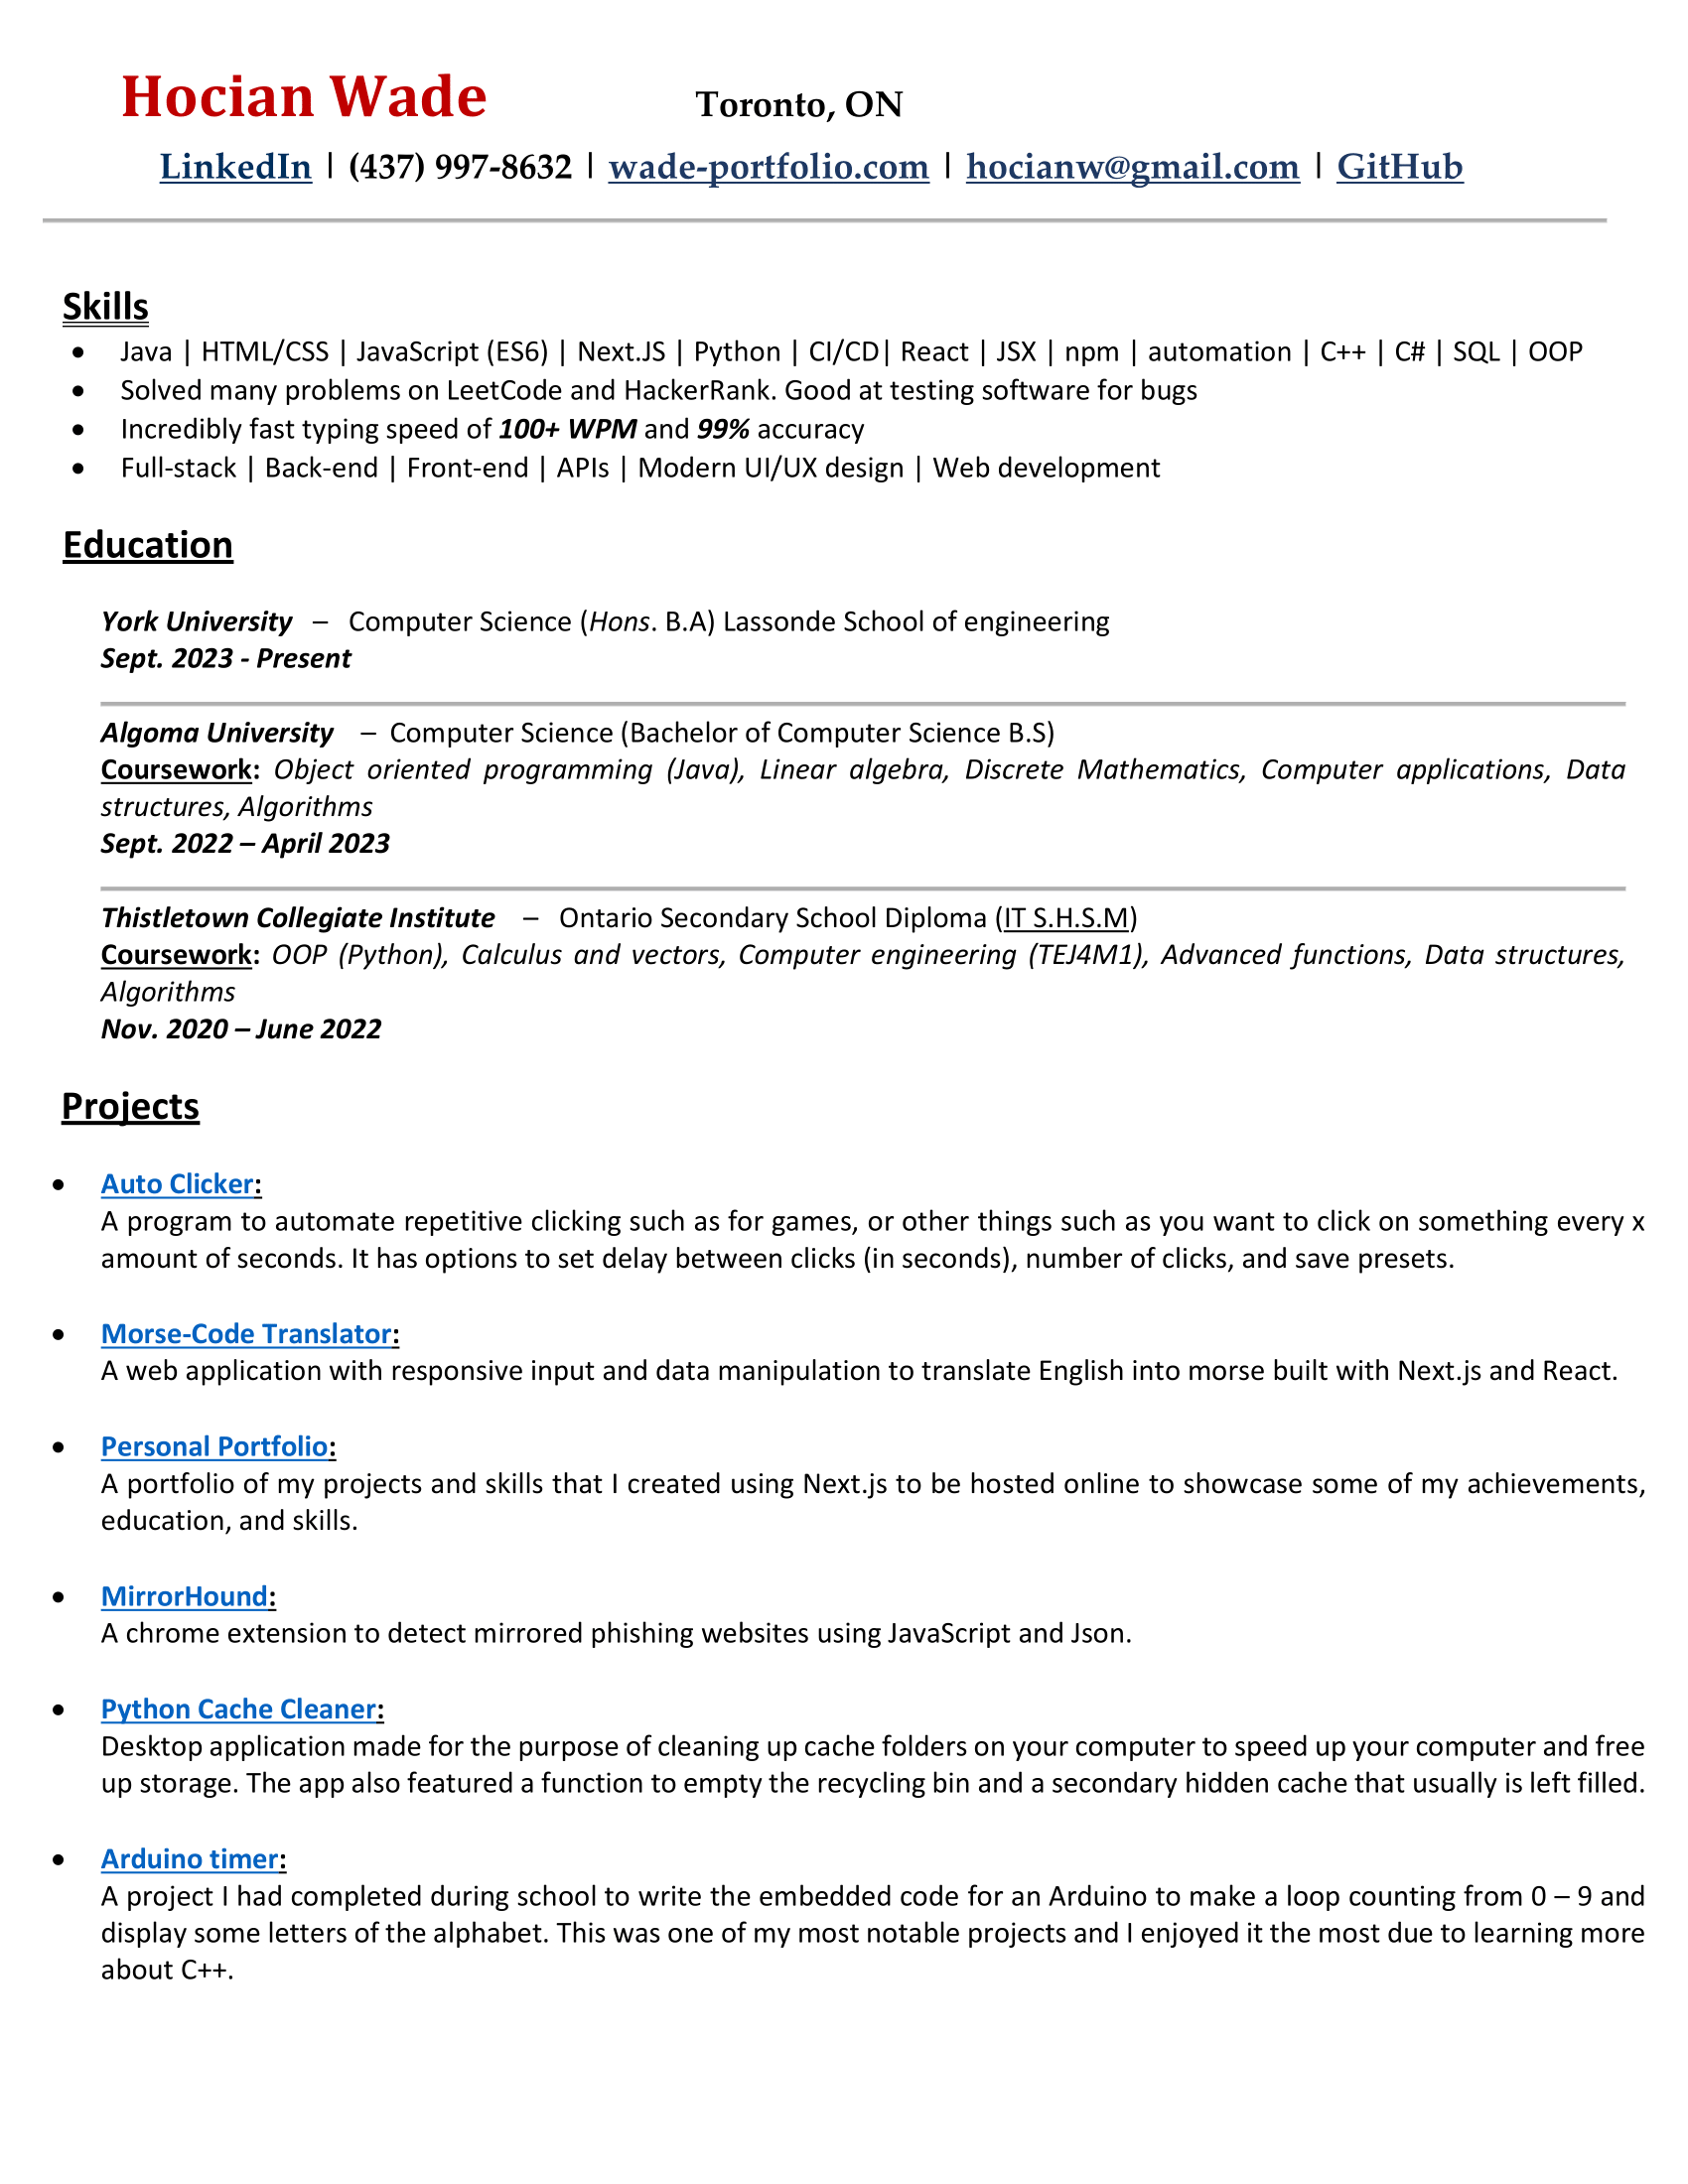 Hocian Wade Toronto, ON
LinkedIn | (437) 997-8632 | wade-portfolio.com | hocianw@gmail.com | GitHub
Skills
• Java | HTML/CSS | JavaScript (ES6) | Next.JS | Python | CI/CD| React | JSX | npm | automation | C++ | C# | SQL | OOP
• Solved many problems on LeetCode and HackerRank. Good at testing software for bugs
• Incredibly fast typing speed of 100+ WPM and 99% accuracy
• Full-stack | Back-end | Front-end | APIs | Modern UI/UX design | Web development
Education
York University – Computer Science (Hons. B.A) Lassonde School of engineering
Sept. 2023 - Present
Algoma University – Computer Science (Bachelor of Computer Science B.S)
Coursework: Object oriented programming (Java), Linear algebra, Discrete Mathematics, Computer applications, Data
structures, Algorithms
Sept. 2022 – April 2023
Thistletown Collegiate Institute – Ontario Secondary School Diploma (IT S.H.S.M)
Coursework: OOP (Python), Calculus and vectors, Computer engineering (TEJ4M1), Advanced functions, Data structures,
Algorithms
Nov. 2020 – June 2022
Projects
• Auto Clicker:
A program to automate repetitive clicking such as for games, or other things such as you want to click on something every x
amount of seconds. It has options to set delay between clicks (in seconds), number of clicks, and save presets.
• Morse-Code Translator:
A web application with responsive input and data manipulation to translate English into morse built with Next.js and React.
• Personal Portfolio:
A portfolio of my projects and skills that I created using Next.js to be hosted online to showcase some of my achievements,
education, and skills.
• MirrorHound:
A chrome extension to detect mirrored phishing websites using JavaScript and Json.
• Python Cache Cleaner:
Desktop application made for the purpose of cleaning up cache folders on your computer to speed up your computer and free
up storage. The app also featured a function to empty the recycling bin and a secondary hidden cache that usually is left filled.
• Arduino timer:
A project I had completed during school to write the embedded code for an Arduino to make a loop counting from 0 – 9 and
display some letters of the alphabet. This was one of my most notable projects and I enjoyed it the most due to learning more
about C++.